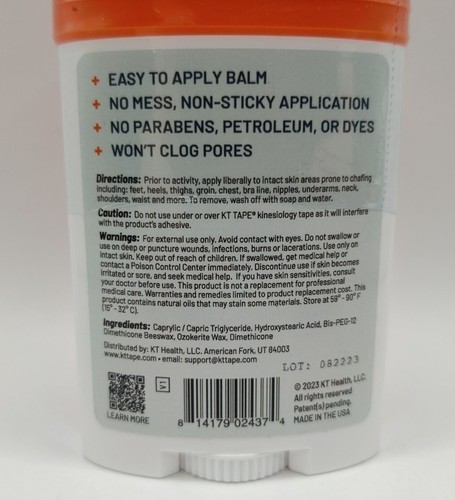 + EASY TO APPLY BALM
+ NO MESS, NON-STICKY APPLICATION
+ NO PARABENS, PETROLEUM, OR DYES
+ WON'T CLOG PORES
Directions: Prior to activity, apply liberally to intact skin areas prone to chafing
including: feet, heels, thighs, groin, chest, bra line, nipples, underarms, neck,
shoulders, waist and more. To remove, wash off with soap and water.
Caution: Do not use under or over KT TAPE® kinesiology tape as it will interfere
with the product's adhesive.
Warnings: For external use only. Avoid contact with eyes. Do not swallow or
use on deep or puncture wounds, infections, burns or lacerations. Use only on
intact skin. Keep out of reach of children. If swallowed, get medical help or
contact a Poison Control Center immediately. Discontinue use if skin becomes
irritated or sore, and seek medical help. If you have skin sensitivities, consult
your doctor before use. This product is not a replacement for professional
medical care. Warranties and remedies limited to product replacement cost. This
product contains natural oils that may stain some materials. Store at 59° - 90° F
(15° - 32° C).
Ingredients: Caprylic / Capric Triglyceride, Hydroxystearic Acid, Bis-PEG-12
Dimethicone Beeswax, Ozokerite Wax, Dimethicone
Distributed by: KT Health, LLC. American Fork, UT 84003
www.kttape.com • email: support@kttape.com
LOT: 082223
LEARN MORE
V1
8 14179 02437 4
© 2023 KT Health, LLC.
All rights reserved
Patent(s) pending.
MADE IN THE USA